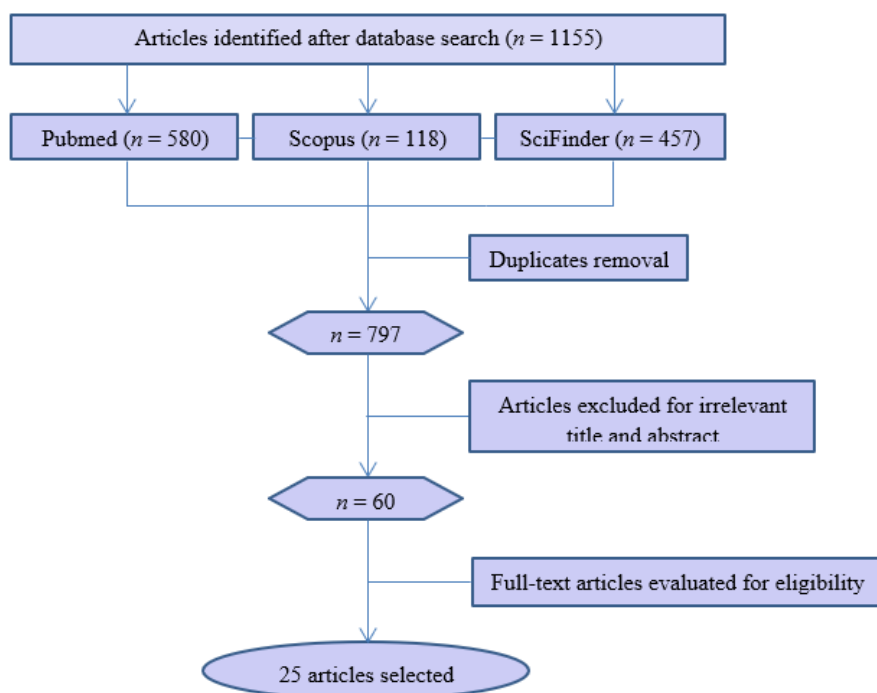 Articles identified after database search (n = 1155)
Pubmed (n = 580)
Scopus (n = 118)
SciFinder (n = 457)
Duplicates removal
n = 797
Articles excluded for irrelevant
title and abstract
n = 60
Full-text articles evaluated for eligibility
25 articles selected